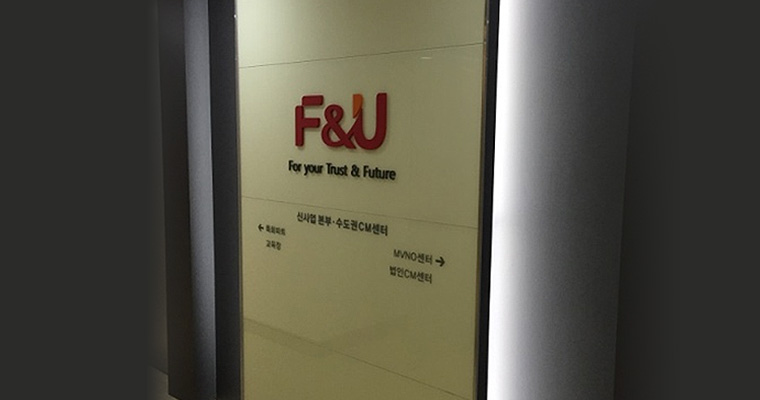 F&U
For your Trust & Future
신사업 본부·수도권CM센터
←
교육장
MVNO센터 →
법인CM센터